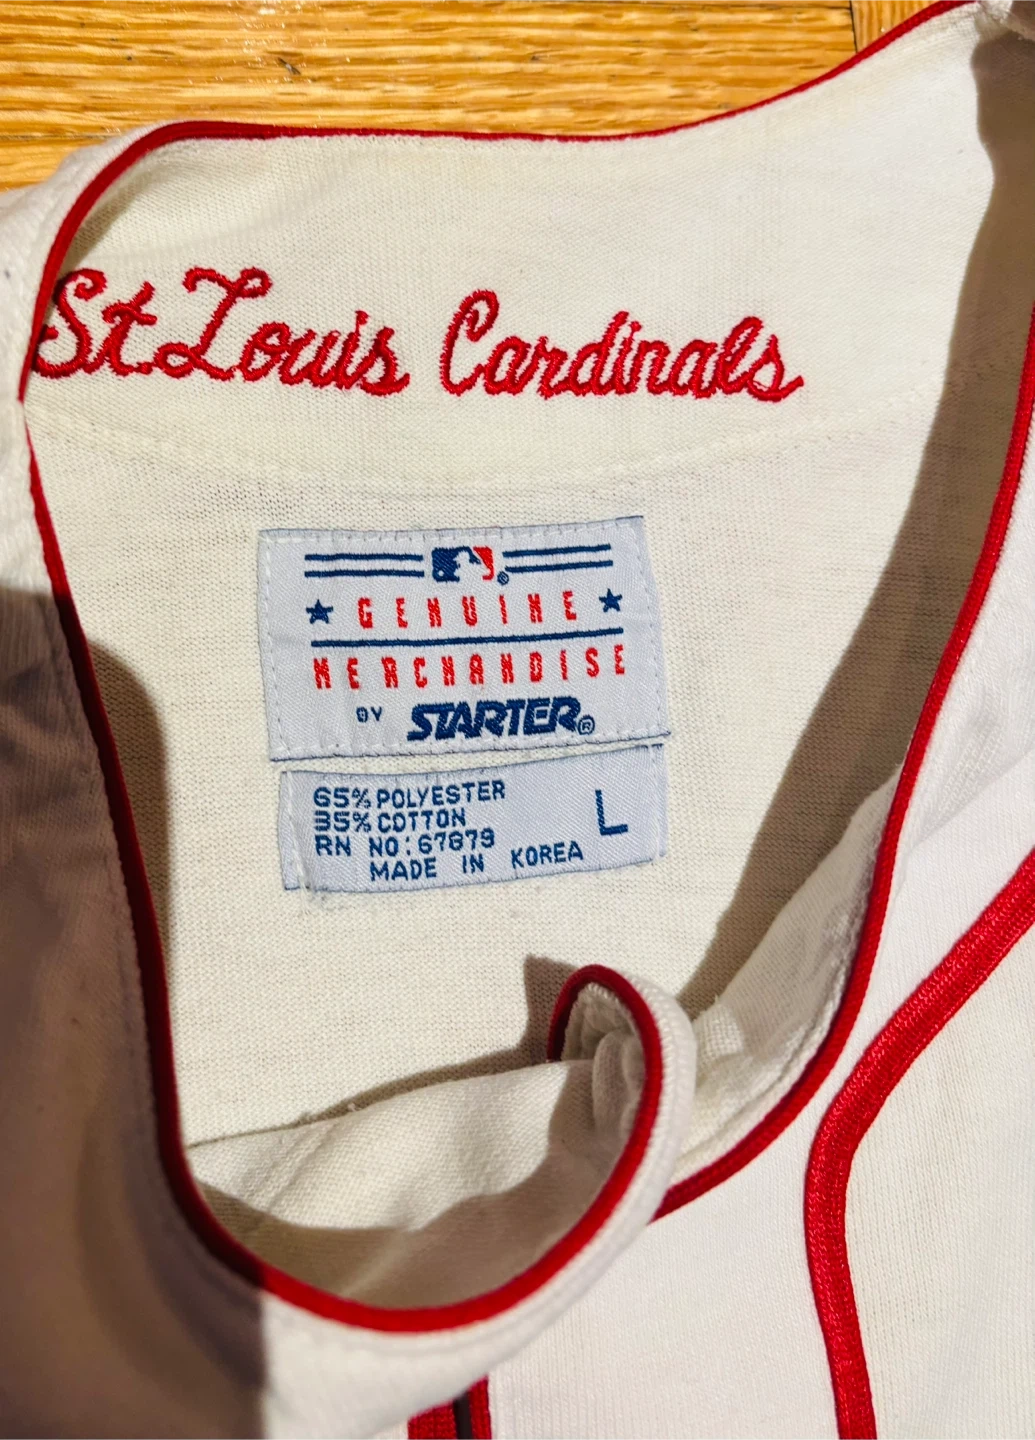 St. Louis Cardinals
GENUINE
MERCHANDISE
BY STARTER®
65% POLYESTER
35% COTTON
RN NO: 67879
MADE IN KOREA
L